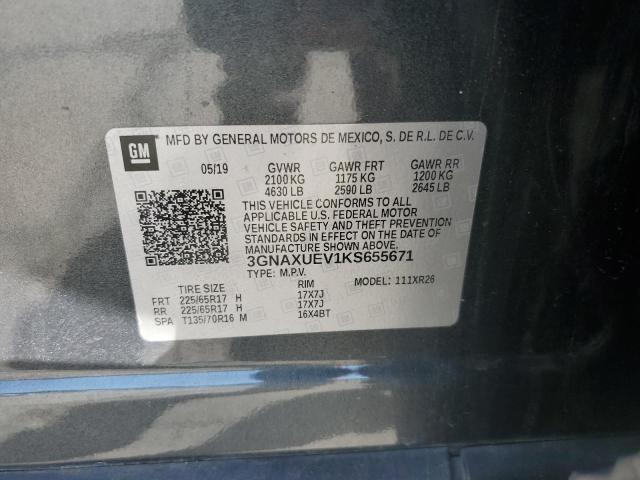 GM
MFD BY GENERAL MOTORS DE MEXICO, S. DE R.L. DE C.V.
05/19 GVWR GAWR FRT GAWR RR
2100 KG 1175 KG 1200 KG
4630 LB 2590 LB 2645 LB
THIS VEHICLE CONFORMS TO ALL
APPLICABLE U.S. FEDERAL MOTOR
VEHICLE SAFETY AND THEFT PREVENTION
STANDARDS IN EFFECT ON THE DATE OF
MANUFACTURE SHOWN ABOVE.
3GNAXUEV1KS655671
TYPE: M.P.V. MODEL: 111XR26
TIRE SIZE RIM
FRT 225/65R17 H 17X7J
RR 225/65R17 H 17X7J
SPA T135/70R16 M 16X4BT